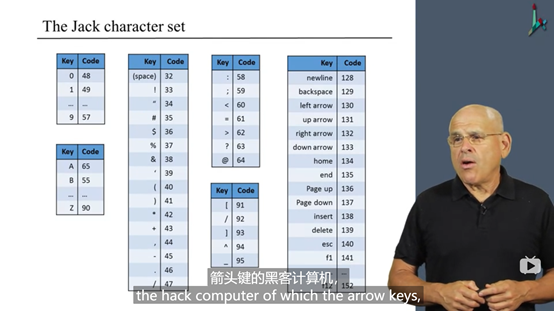 The Jack character set
Key Code
0 48
1 49
... ...
9 57
Key Code
A 65
B 55
... ...
Z 90
Key Code
(space) 32
! 33
" 34
# 35
$ 36
% 37
& 38
' 39
( 40
) 41
* 42
+ 43
, 44
- 45
. 46
/ 47
Key Code
: 58
; 59
< 60
= 61
> 62
? 63
@ 64
[ 91
/ 92
] 93
^ 94
_ 95
Key Code
newline 128
backspace 129
left arrow 130
up arrow 131
right arrow 132
down arrow 133
home 134
end 135
Page up 136
Page down 137
insert 138
delete 139
esc 140
f1 141
...
152
箭头键的黑客计算机,
the hack computer of which the arrow keys,